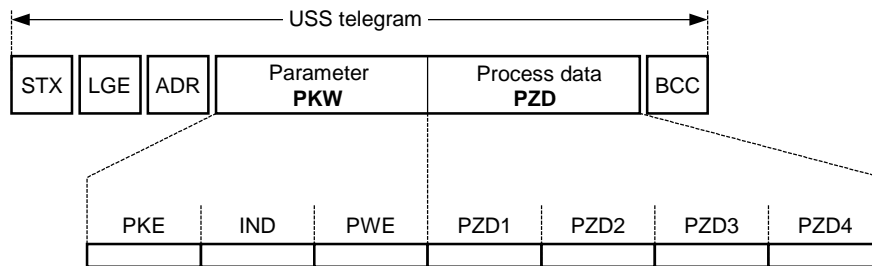 USS telegram
STX LGE ADR Parameter PKW Process data PZD BCC
PKE IND PWE PZD1 PZD2 PZD3 PZD4